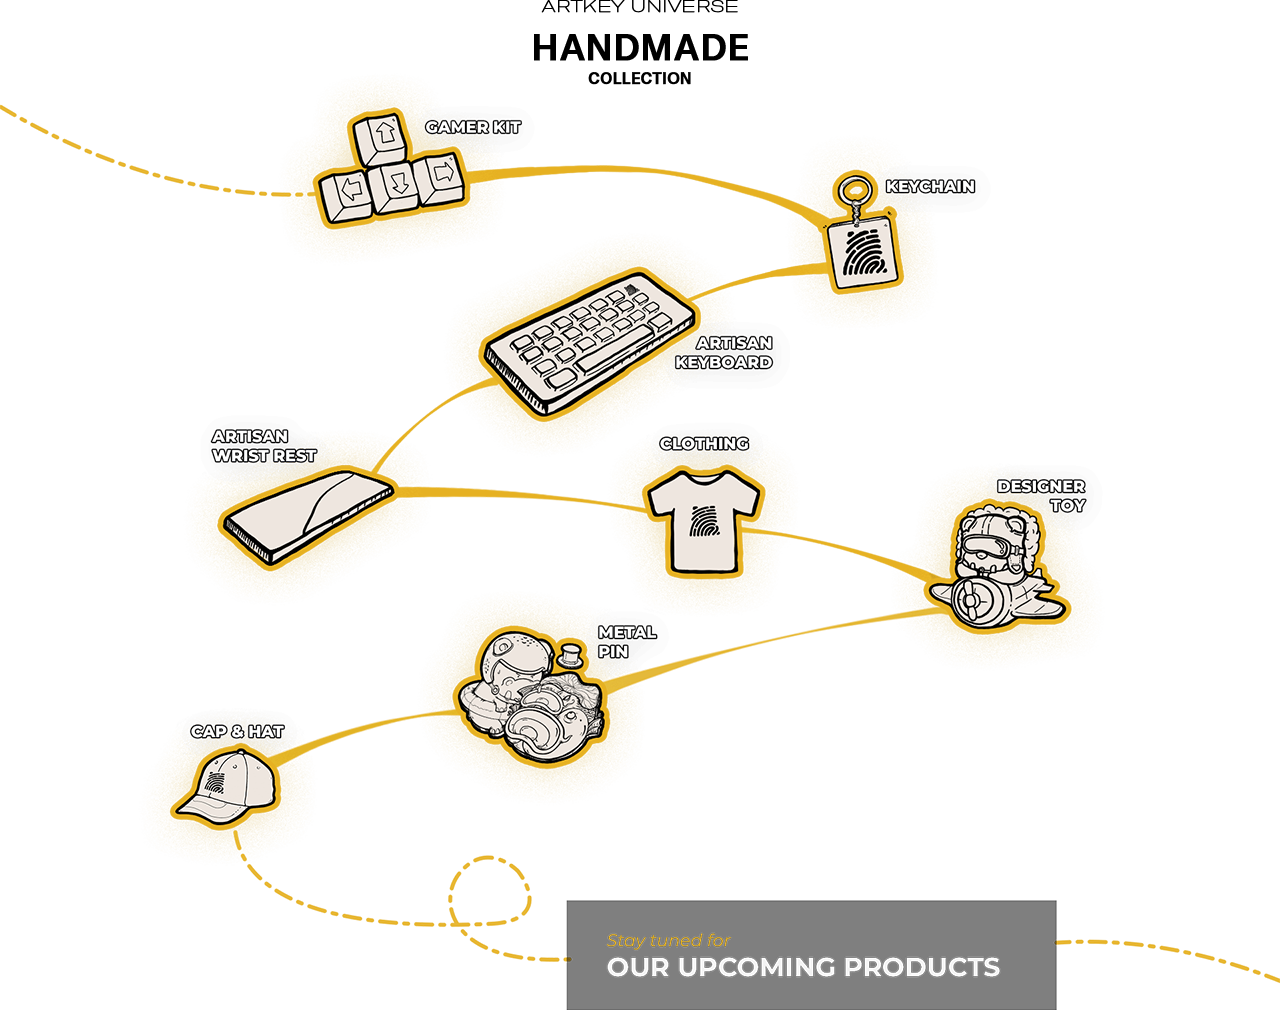 ARTKEY UNIVERSE
HANDMADE
COLLECTION
GAMER KIT
KEYCHAIN
ARTISAN
KEYBOARD
ARTISAN
WRIST REST
CLOTHING
DESIGNER
TOY
METAL
PIN
CAP & HAT
Stay tuned for
OUR UPCOMING PRODUCTS